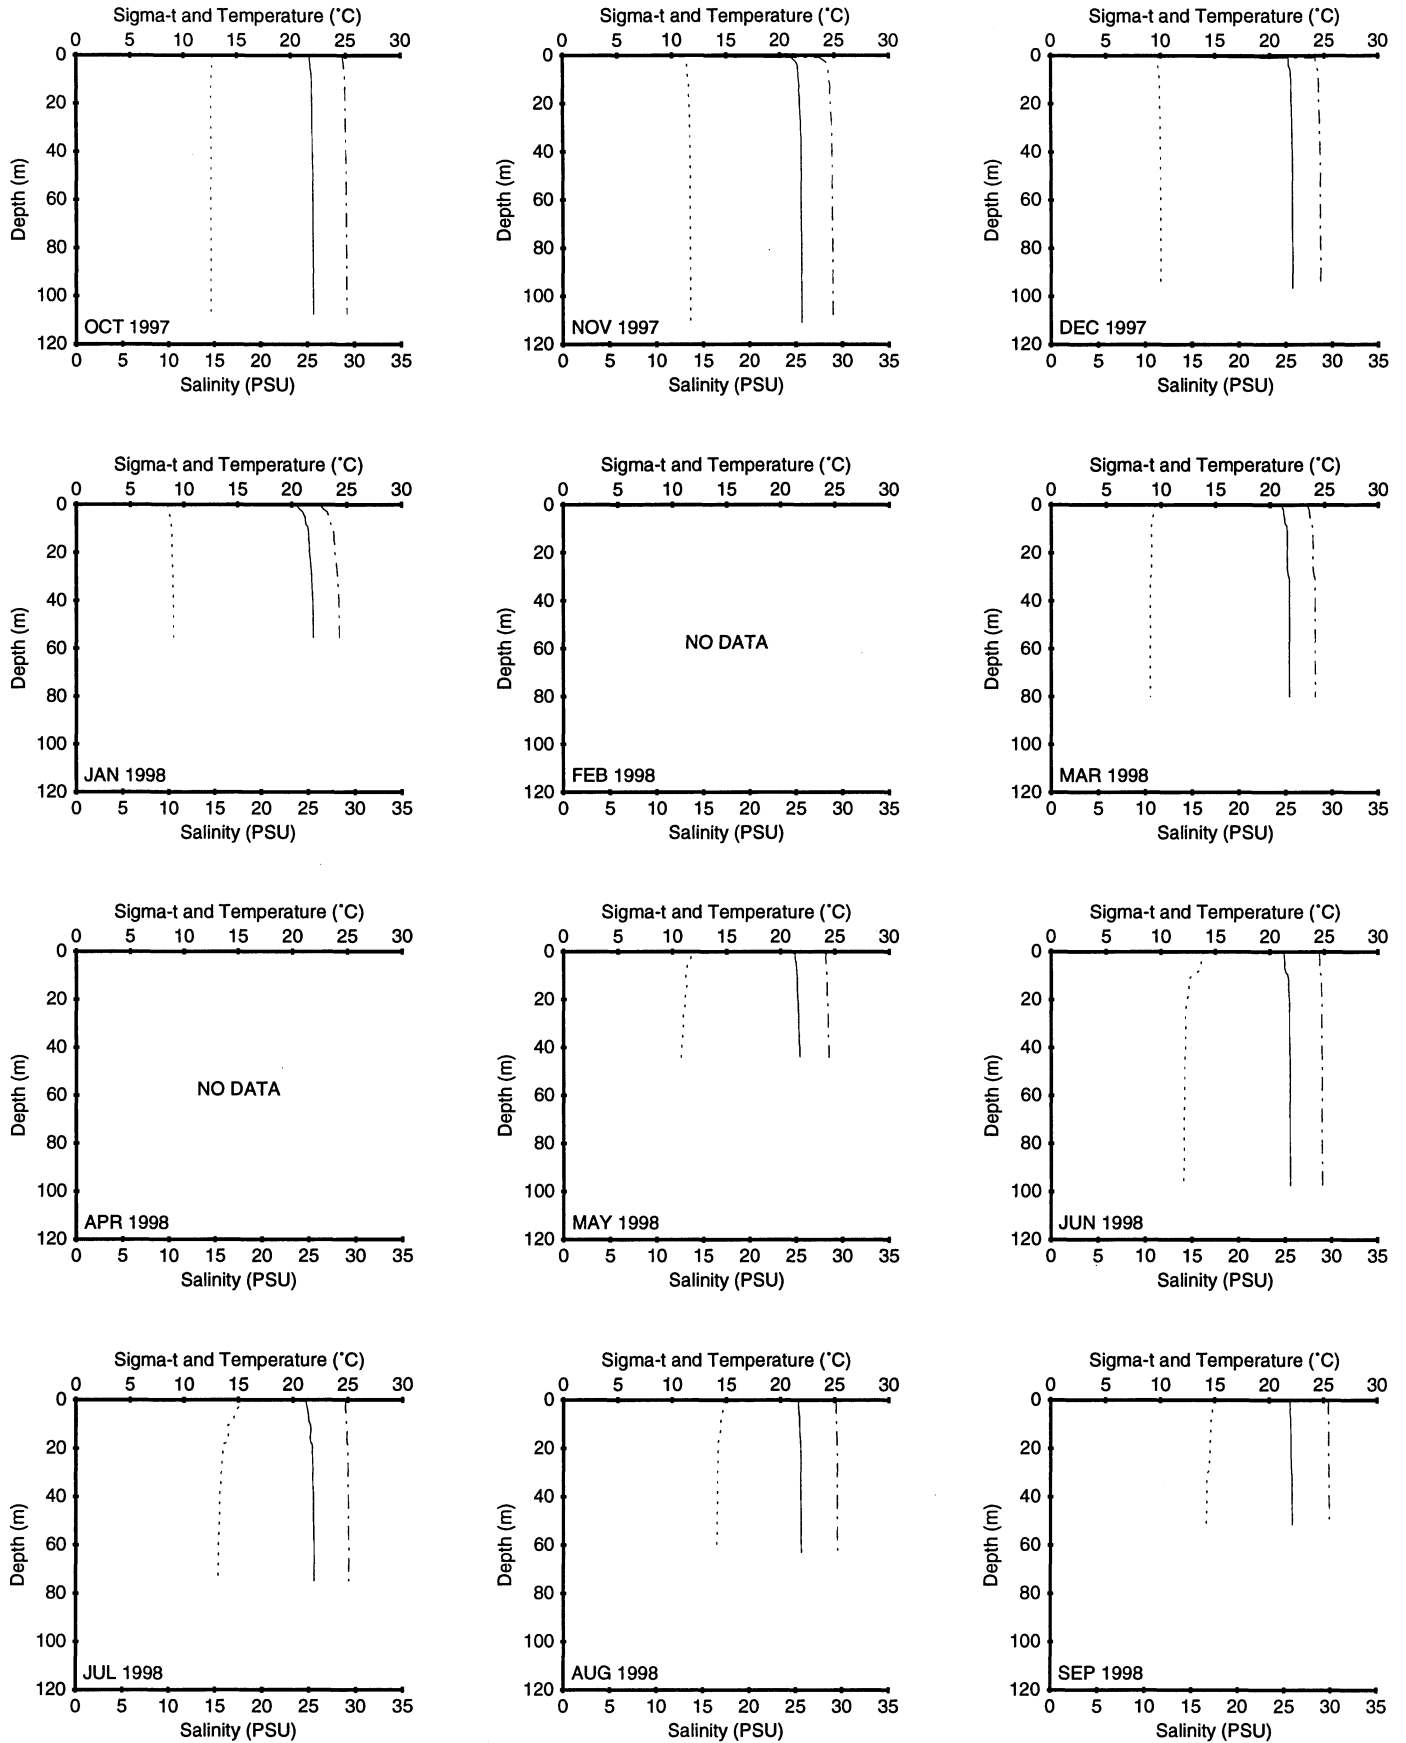 Sigma-t and Temperature (°C)
0 5 10 15 20 25 30
0
20
40
60
80
100
120
Depth (m)
OCT 1997
0 5 10 15 20 25 30 35
Salinity (PSU)
Sigma-t and Temperature (°C)
0 5 10 15 20 25 30
0
20
40
60
80
100
120
Depth (m)
NOV 1997
0 5 10 15 20 25 30 35
Salinity (PSU)
Sigma-t and Temperature (°C)
0 5 10 15 20 25 30
0
20
40
60
80
100
120
Depth (m)
DEC 1997
0 5 10 15 20 25 30 35
Salinity (PSU)
Sigma-t and Temperature (°C)
0 5 10 15 20 25 30
0
20
40
60
80
100
120
Depth (m)
JAN 1998
0 5 10 15 20 25 30 35
Salinity (PSU)
Sigma-t and Temperature (°C)
0 5 10 15 20 25 30
0
20
40
60
80
100
120
Depth (m)
NO DATA
FEB 1998
0 5 10 15 20 25 30 35
Salinity (PSU)
Sigma-t and Temperature (°C)
0 5 10 15 20 25 30
0
20
40
60
80
100
120
Depth (m)
MAR 1998
0 5 10 15 20 25 30 35
Salinity (PSU)
Sigma-t and Temperature (°C)
0 5 10 15 20 25 30
0
20
40
60
80
100
120
Depth (m)
NO DATA
APR 1998
0 5 10 15 20 25 30 35
Salinity (PSU)
Sigma-t and Temperature (°C)
0 5 10 15 20 25 30
0
20
40
60
80
100
120
Depth (m)
MAY 1998
0 5 10 15 20 25 30 35
Salinity (PSU)
Sigma-t and Temperature (°C)
0 5 10 15 20 25 30
0
20
40
60
80
100
120
Depth (m)
JUN 1998
0 5 10 15 20 25 30 35
Salinity (PSU)
Sigma-t and Temperature (°C)
0 5 10 15 20 25 30
0
20
40
60
80
100
120
Depth (m)
JUL 1998
0 5 10 15 20 25 30 35
Salinity (PSU)
Sigma-t and Temperature (°C)
0 5 10 15 20 25 30
0
20
40
60
80
100
120
Depth (m)
AUG 1998
0 5 10 15 20 25 30 35
Salinity (PSU)
Sigma-t and Temperature (°C)
0 5 10 15 20 25 30
0
20
40
60
80
100
120
Depth (m)
SEP 1998
0 5 10 15 20 25 30 35
Salinity (PSU)